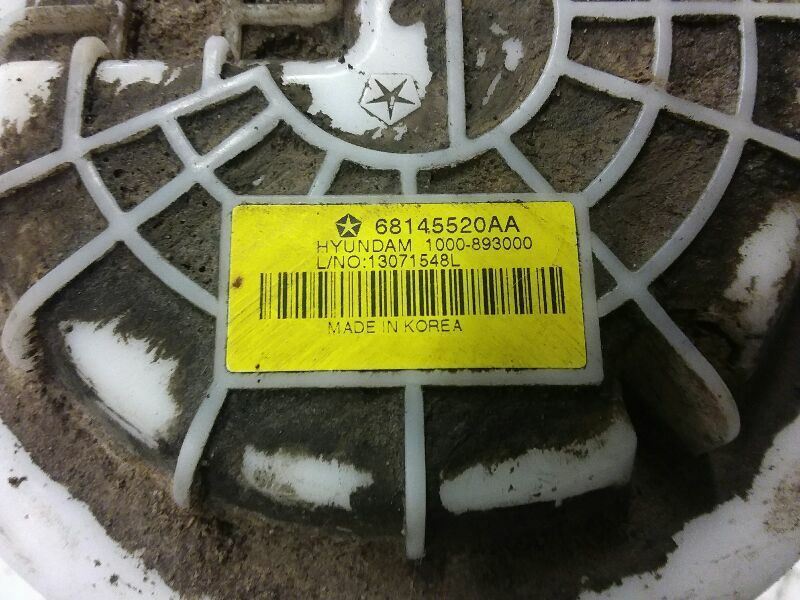 68145520AA
HYUNDAM 1000-893000
L/NO:13071548L
MADE IN KOREA